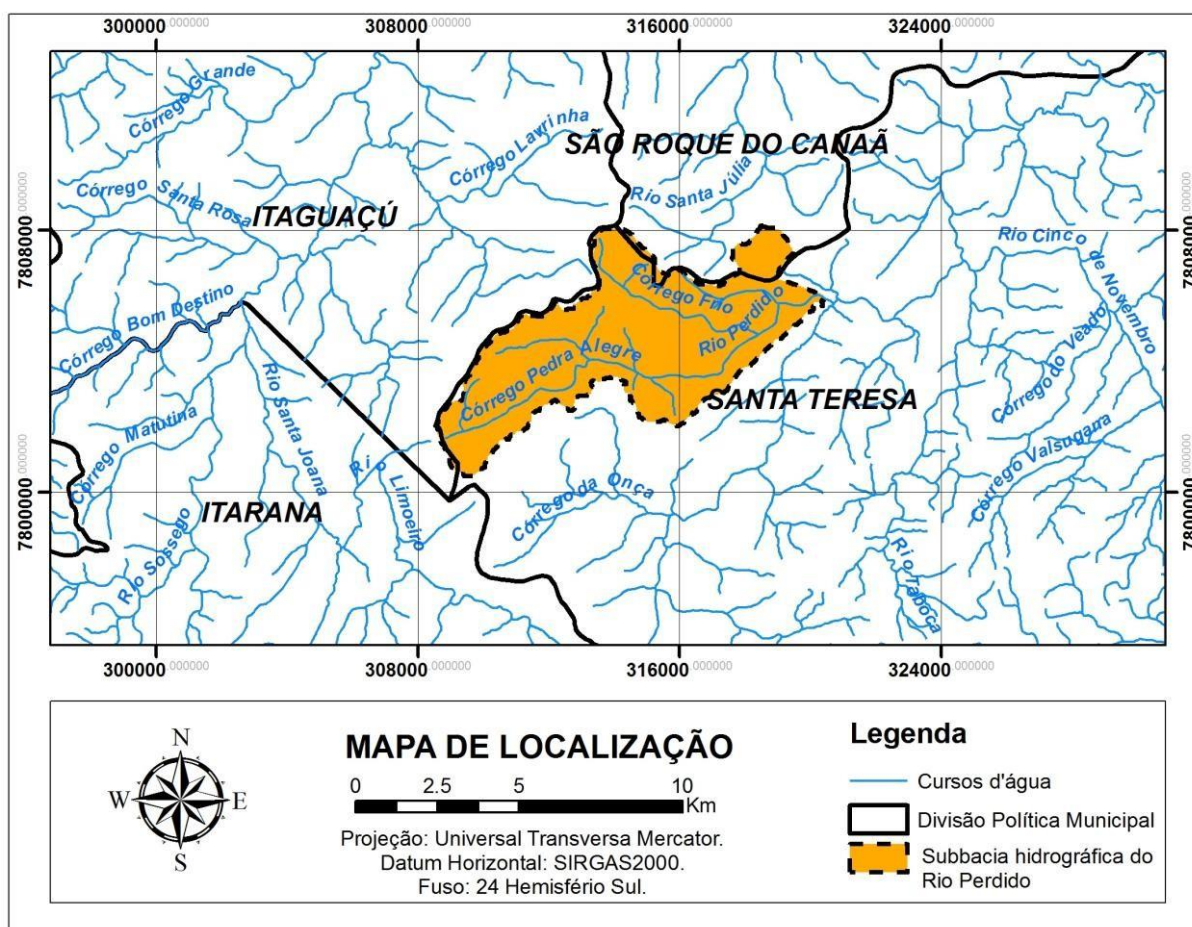 300000.000000 308000.000000 316000.000000 324000.000000
Córrego Grande
Córrego Lavrinha
SÃO ROQUE DO CANAÃ
Córrego Santa Rosa
Rio Santa Júlia
ITAGUAÇÚ
7808000.000000
7808000.000000
Rio Cinco de Novembro
Córrego Frio
Córrego Bom Destino
Rio Perdido
Córrego do Veado
Córrego Pedra Alegre
Rio Santa Joana
SANTA TERESA
Córrego Matutina
Córrego Valsugana
Rio Limoeiro
Córrego da Onça
7800000.000000
7800000.000000
ITARANA
Rio Sossego
Rio Taboca
300000.000000 308000.000000 316000.000000 324000.000000
N
W E
S
MAPA DE LOCALIZAÇÃO
0 2.5 5 10
Km
Projeção: Universal Transversa Mercator.
Datum Horizontal: SIRGAS2000.
Fuso: 24 Hemisfério Sul.
Legenda
Cursos d'água
Divisão Política Municipal
Subbacia hidrográfica do
Rio Perdido